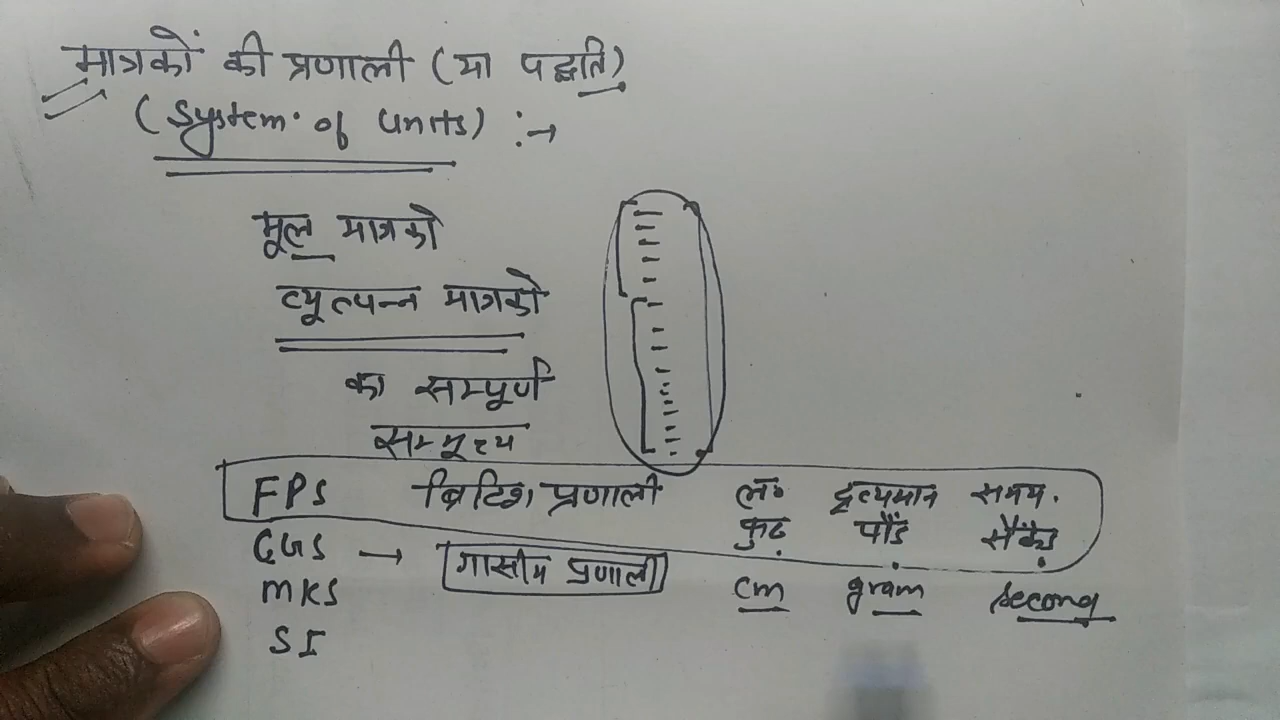 मात्रकों की प्रणाली (या पद्धति)
(System of units) :→
मूल मात्रको
व्यूत्पन्न मात्रको
का सम्पूर्ण
सम्मूच्य
FPS ब्रिटिश प्रणाली लं० द्रव्यमान समय.
फुट पौंड सैकेंड
CGS → गासीय प्रणाली cm gram second
MKS
SI